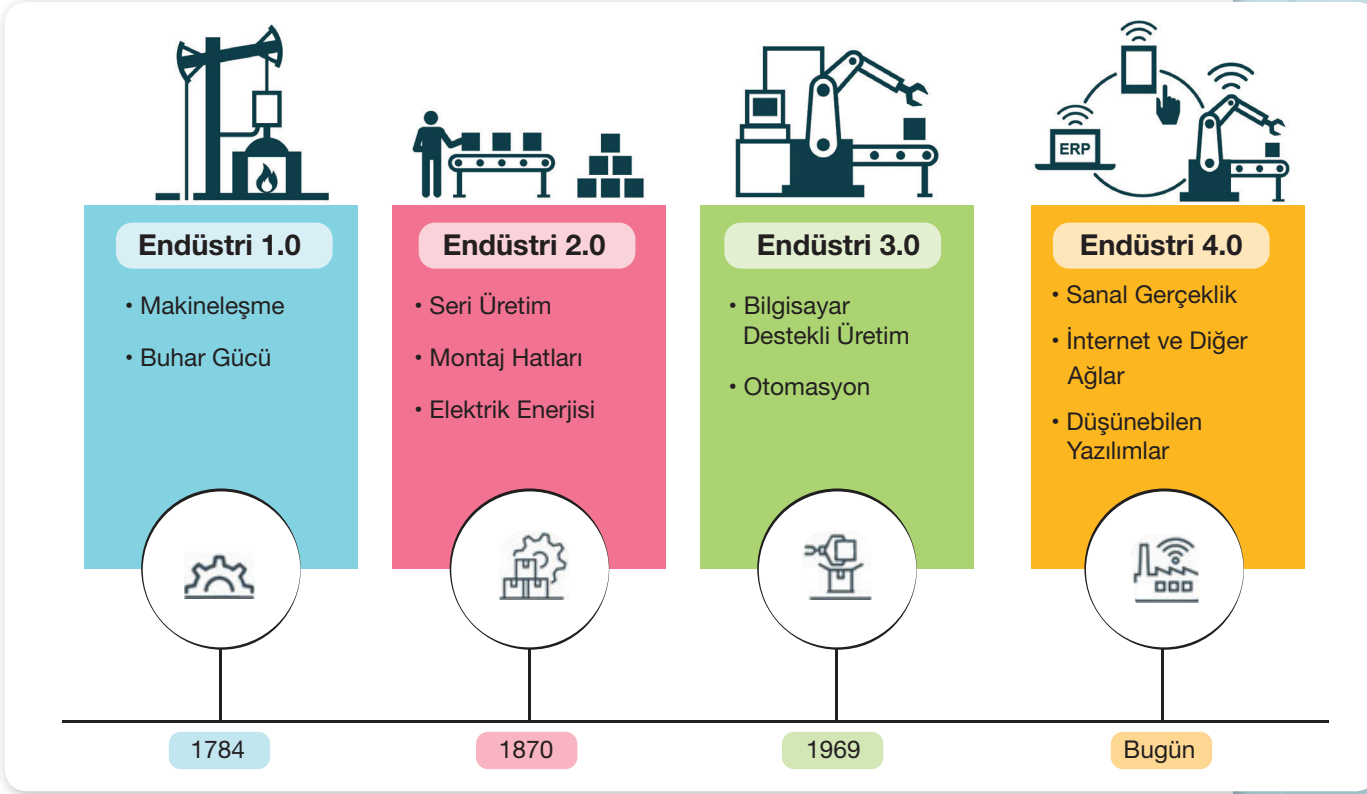 ERP
Endüstri 1.0
• Makineleşme
• Buhar Gücü
1784
Endüstri 2.0
• Seri Üretim
• Montaj Hatları
• Elektrik Enerjisi
1870
Endüstri 3.0
• Bilgisayar
Destekli Üretim
• Otomasyon
1969
Endüstri 4.0
• Sanal Gerçeklik
• İnternet ve Diğer
Ağlar
• Düşünebilen
Yazılımlar
Bugün